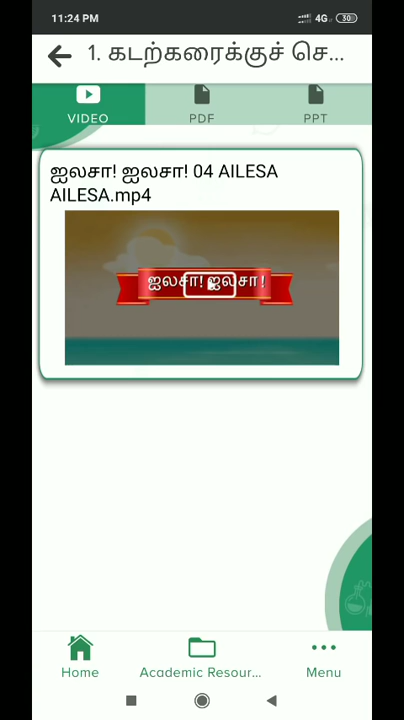 11:24 PM
4G
30
1. கடற்கரைக்குச் செ...
VIDEO
PDF
PPT
ஐலசா! ஐலசா! 04 AILESA
AILESA.mp4
ஐலசா! ஐலசா!
Home
Academic Resour...
Menu